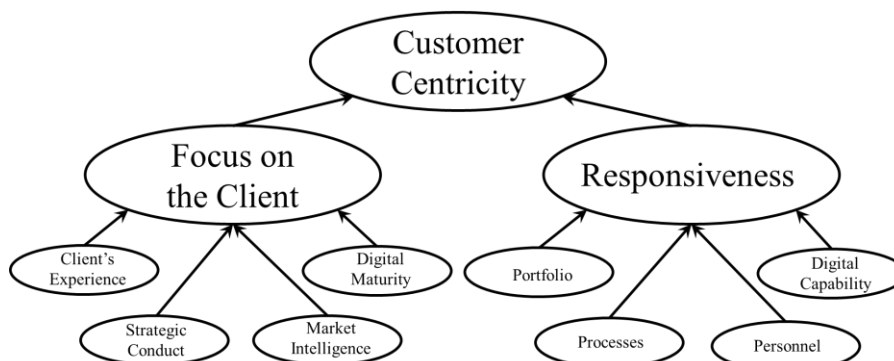 Customer
Centricity
Focus on
the Client
Responsiveness
Client's
Experience
Digital
Maturity
Portfolio
Digital
Capability
Strategic
Conduct
Market
Intelligence
Processes
Personnel